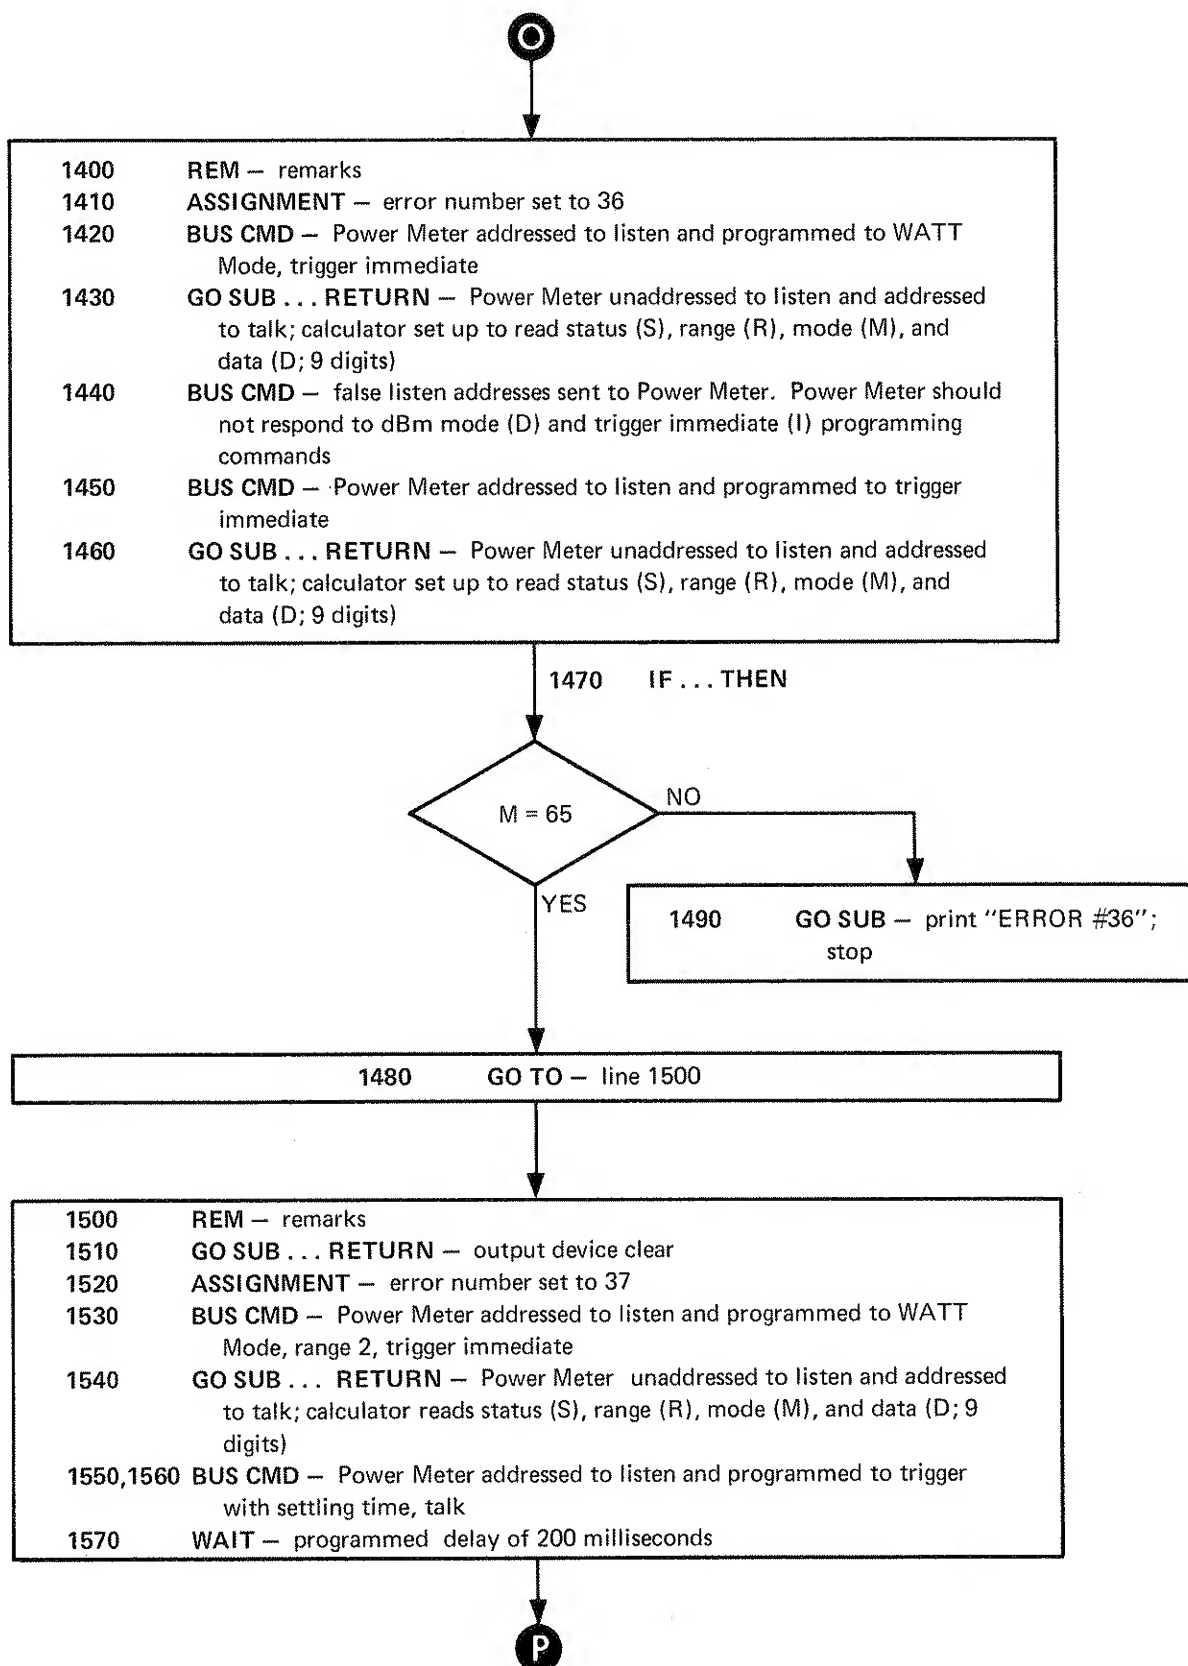 O
1400 REM — remarks
1410 ASSIGNMENT — error number set to 36
1420 BUS CMD — Power Meter addressed to listen and programmed to WATT
Mode, trigger immediate
1430 GO SUB ... RETURN — Power Meter unaddressed to listen and addressed
to talk; calculator set up to read status (S), range (R), mode (M), and
data (D; 9 digits)
1440 BUS CMD — false listen addresses sent to Power Meter. Power Meter should
not respond to dBm mode (D) and trigger immediate (I) programming
commands
1450 BUS CMD — Power Meter addressed to listen and programmed to trigger
immediate
1460 GO SUB ... RETURN — Power Meter unaddressed to listen and addressed
to talk; calculator set up to read status (S), range (R), mode (M), and
data (D; 9 digits)
1470 IF ... THEN
M = 65
NO
YES
1490 GO SUB — print "ERROR #36";
stop
1480 GO TO — line 1500
1500 REM — remarks
1510 GO SUB ... RETURN — output device clear
1520 ASSIGNMENT — error number set to 37
1530 BUS CMD — Power Meter addressed to listen and programmed to WATT
Mode, range 2, trigger immediate
1540 GO SUB ... RETURN — Power Meter unaddressed to listen and addressed
to talk; calculator reads status (S), range (R), mode (M), and data (D; 9
digits)
1550,1560 BUS CMD — Power Meter addressed to listen and programmed to trigger
with settling time, talk
1570 WAIT — programmed delay of 200 milliseconds
P